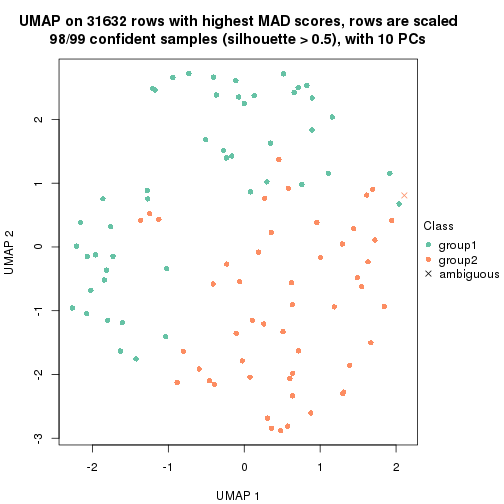 UMAP on 31632 rows with highest MAD scores, rows are scaled
98/99 confident samples (silhouette > 0.5), with 10 PCs
2
1
0
-1
-2
-3
UMAP 2
-2
-1
0
1
2
UMAP 1
Class
group1
group2
ambiguous